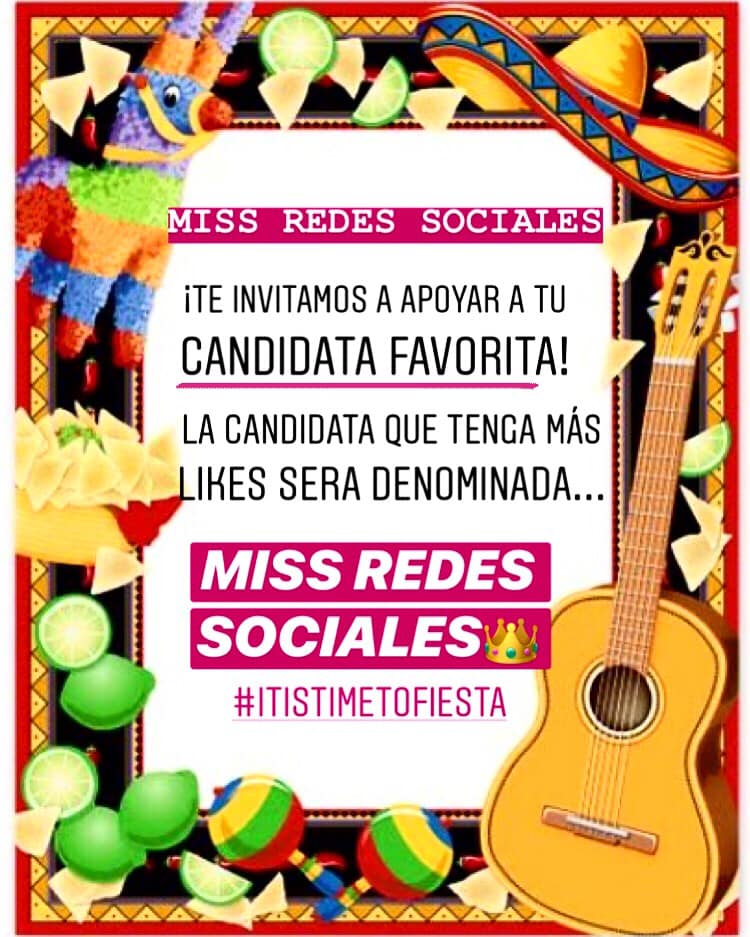 MISS REDES SOCIALES
¡TE INVITAMOS A APOYAR A TU
CANDIDATA FAVORITA!
LA CANDIDATA QUE TENGA MÁS
LIKES SERA DENOMINADA...
MISS REDES
SOCIALES👑
#ITISTIMETOFIESTA